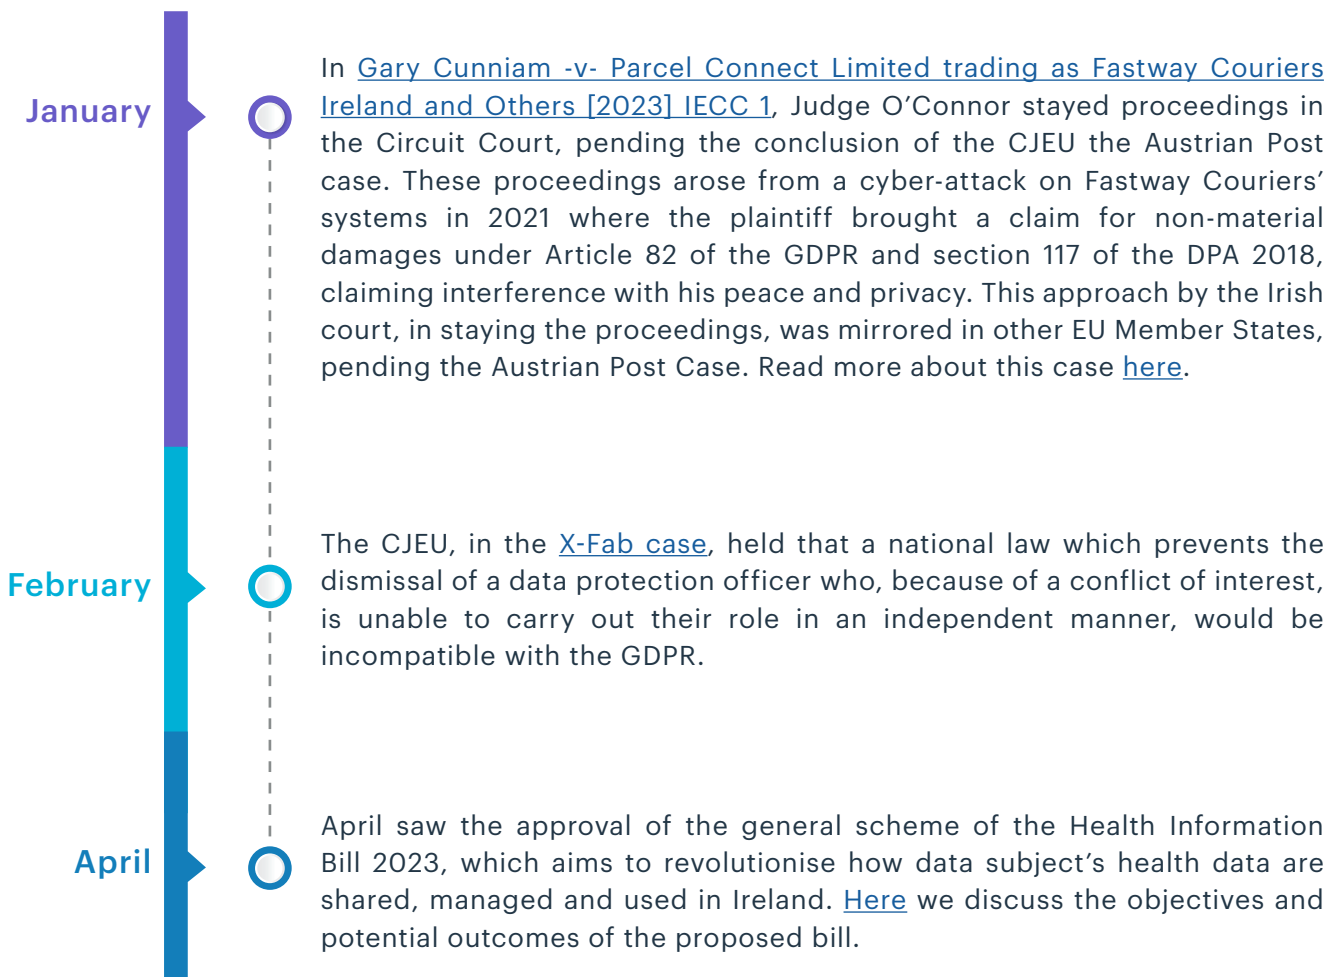 January
In Gary Cunniam -v- Parcel Connect Limited trading as Fastway Couriers
Ireland and Others [2023] IECC 1, Judge O’Connor stayed proceedings in
the Circuit Court, pending the conclusion of the CJEU the Austrian Post
case. These proceedings arose from a cyber-attack on Fastway Couriers’
systems in 2021 where the plaintiff brought a claim for non-material
damages under Article 82 of the GDPR and section 117 of the DPA 2018,
claiming interference with his peace and privacy. This approach by the Irish
court, in staying the proceedings, was mirrored in other EU Member States,
pending the Austrian Post Case. Read more about this case here.
February
The CJEU, in the X-Fab case, held that a national law which prevents the
dismissal of a data protection officer who, because of a conflict of interest,
is unable to carry out their role in an independent manner, would be
incompatible with the GDPR.
April
April saw the approval of the general scheme of the Health Information
Bill 2023, which aims to revolutionise how data subject’s health data are
shared, managed and used in Ireland. Here we discuss the objectives and
potential outcomes of the proposed bill.